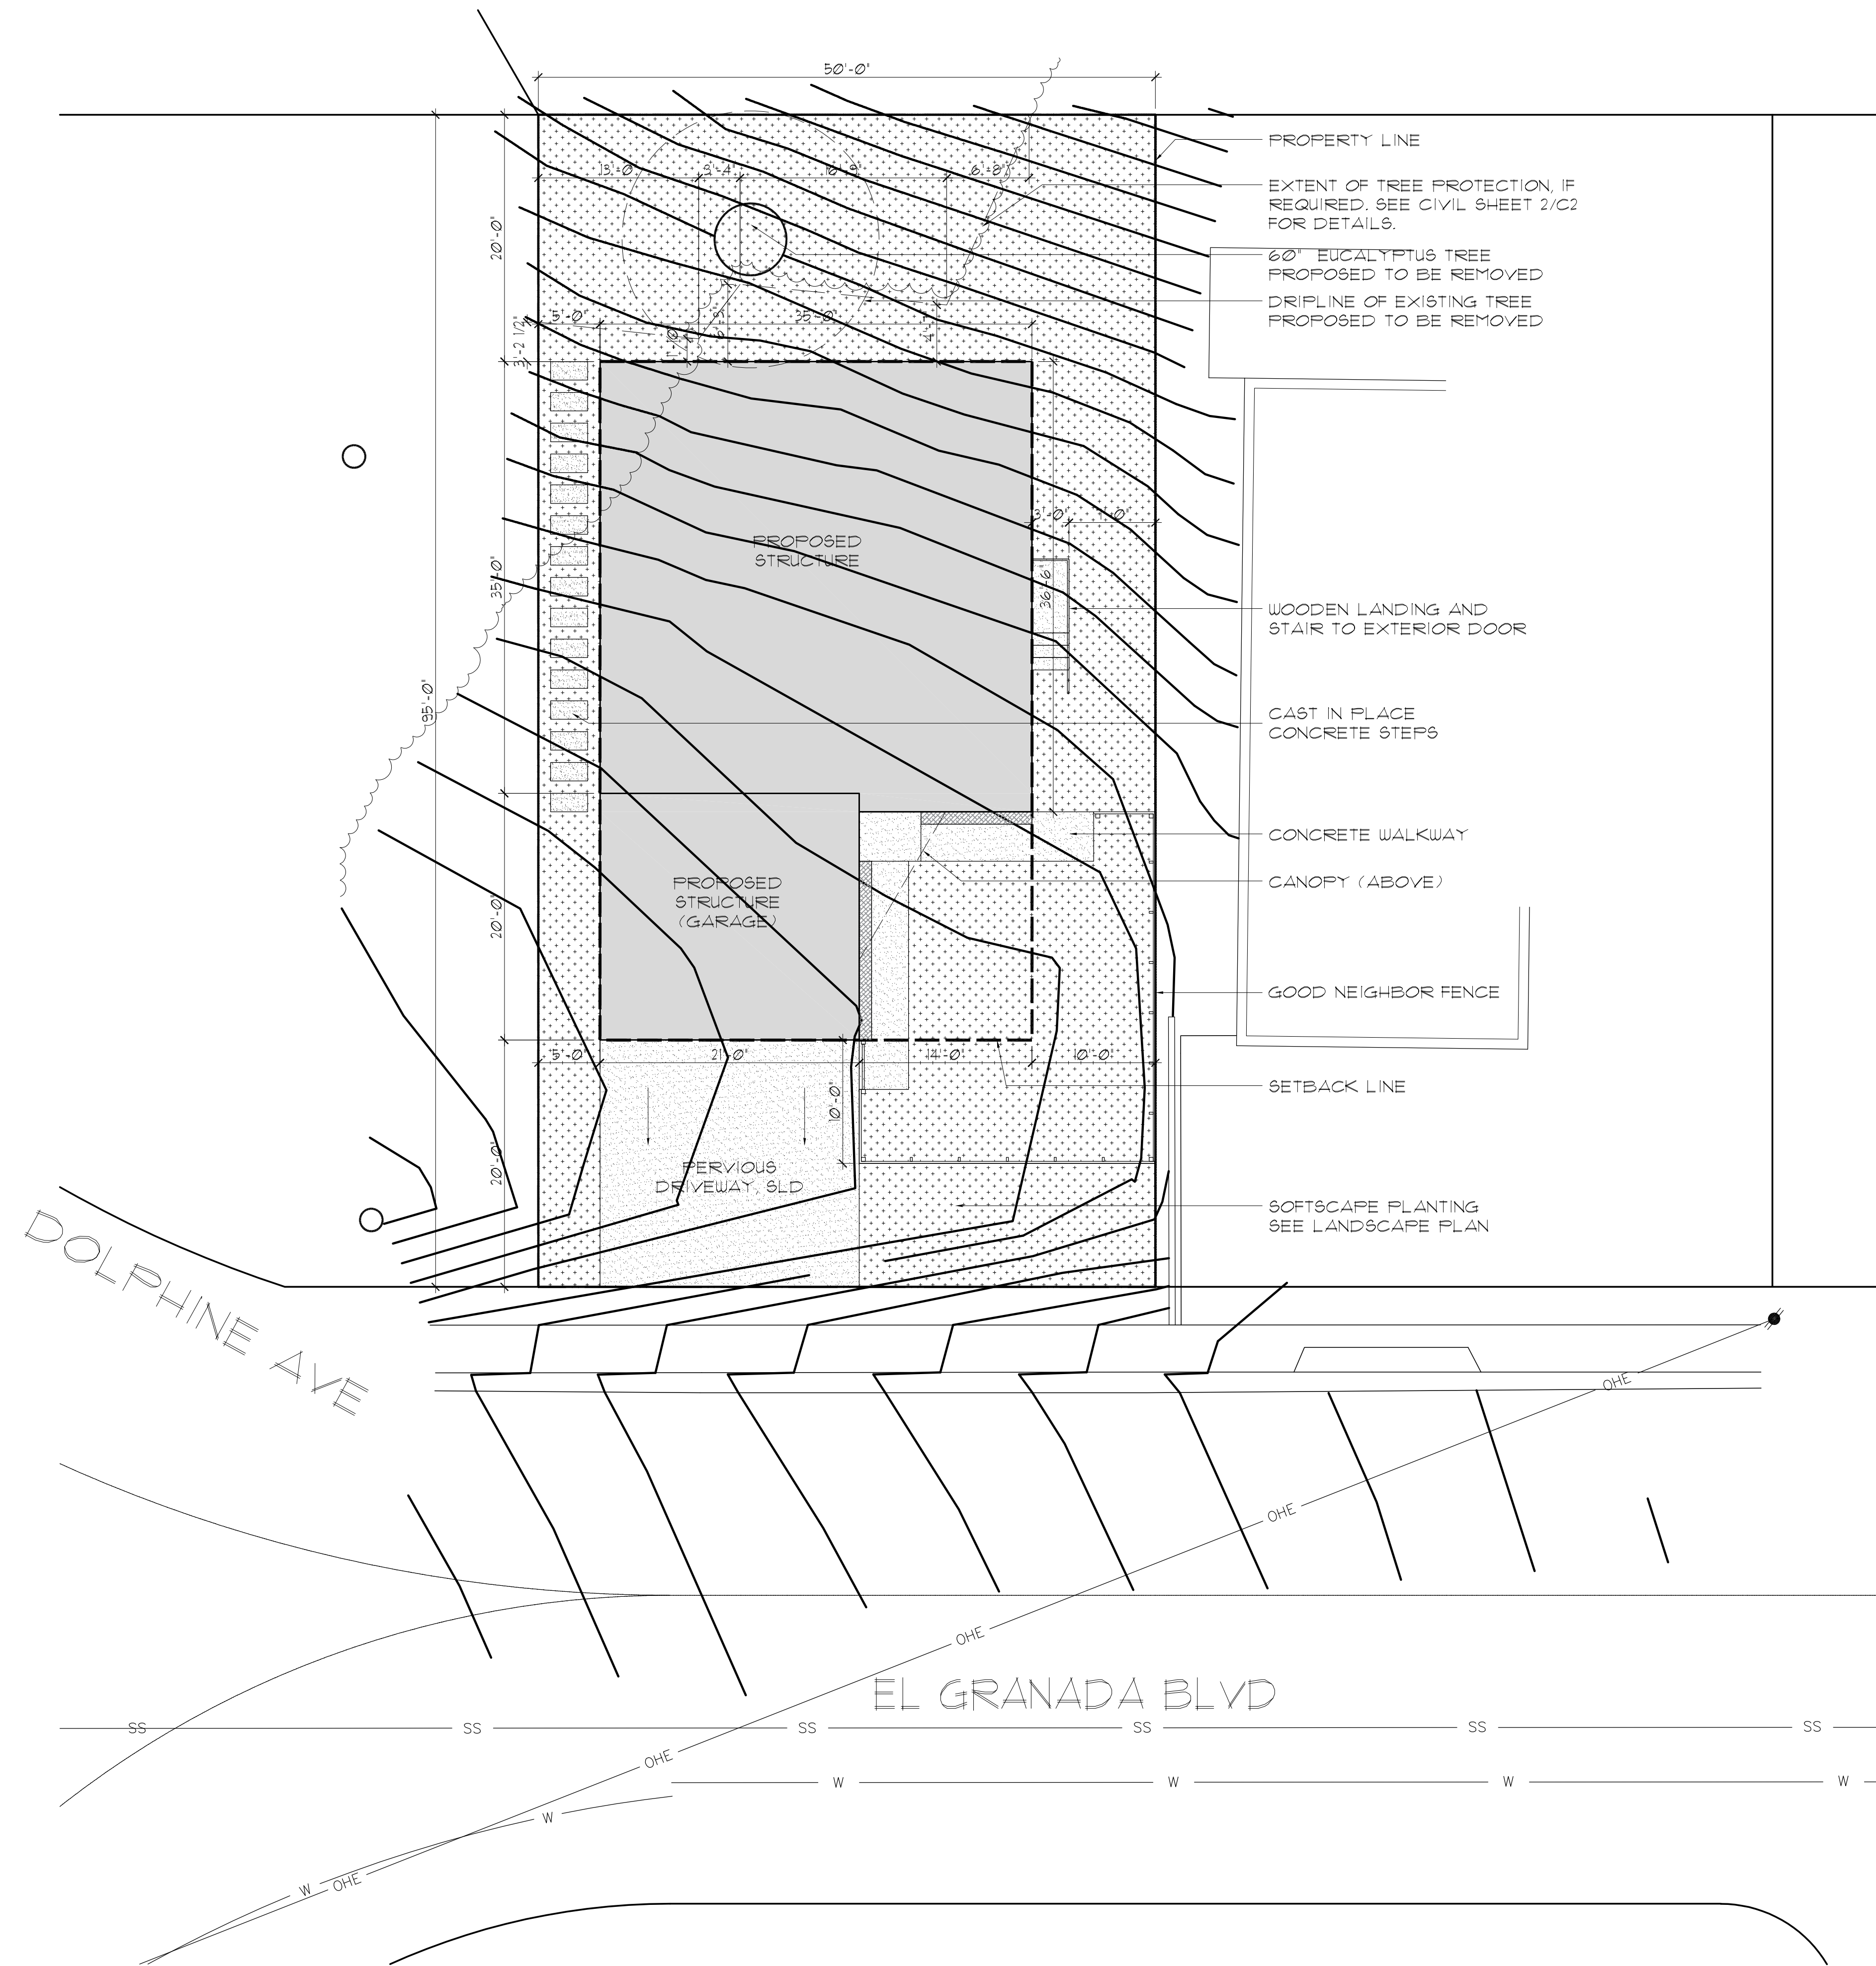 50'-0"
PROPERTY LINE
13'-0"
3'-4"
16'-9"
6'-8"
EXTENT OF TREE PROTECTION, IF
REQUIRED. SEE CIVIL SHEET 2/C2
FOR DETAILS.
20'-0"
60" EUCALYPTUS TREE
PROPOSED TO BE REMOVED
DRIPLINE OF EXISTING TREE
PROPOSED TO BE REMOVED
5'-0"
35'-0"
3'-2 1/2"
3'-0"
PROPOSED
STRUCTURE
35'-0"
36'-6"
WOODEN LANDING AND
STAIR TO EXTERIOR DOOR
95'-0"
CAST IN PLACE
CONCRETE STEPS
CONCRETE WALKWAY
CANOPY (ABOVE)
PROPOSED
STRUCTURE
(GARAGE)
20'-0"
GOOD NEIGHBOR FENCE
5'-0"
21'-0"
14'-0"
10'-0"
SETBACK LINE
10'-0"
20'-0"
PERVIOUS
DRIVEWAY, SLD
SOFTSCAPE PLANTING
SEE LANDSCAPE PLAN
DOLPHINE AVE
OHE
OHE
OHE
EL GRANADA BLVD
SS
SS
SS
SS
SS
SS
OHE
W
W
W
W
W
W
OHE